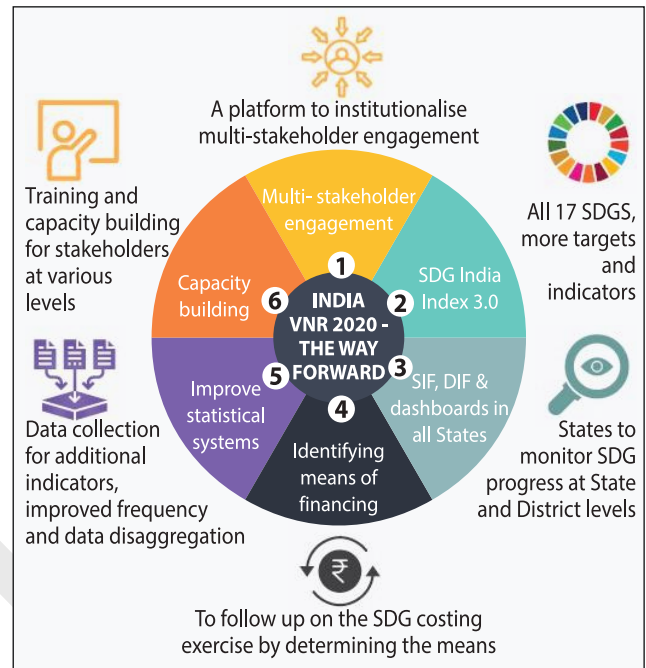 A platform to institutionalise
multi-stakeholder engagement
Multi- stakeholder
engagement
1
Training and
capacity building
for stakeholders
at various
levels
Capacity
building
6
All 17 SDGS,
more targets
and
indicators
SDG India
Index 3.0
2
INDIA
VNR 2020 -
THE WAY
FORWARD
3
SIF, DIF &
dashboards in
all States
States to
monitor SDG
progress at State
and District levels
4
Identifying
means of
financing
₹
To follow up on the SDG costing
exercise by determining the means
5
Improve
statistical
systems
Data collection
for additional
indicators,
improved frequency
and data disaggregation